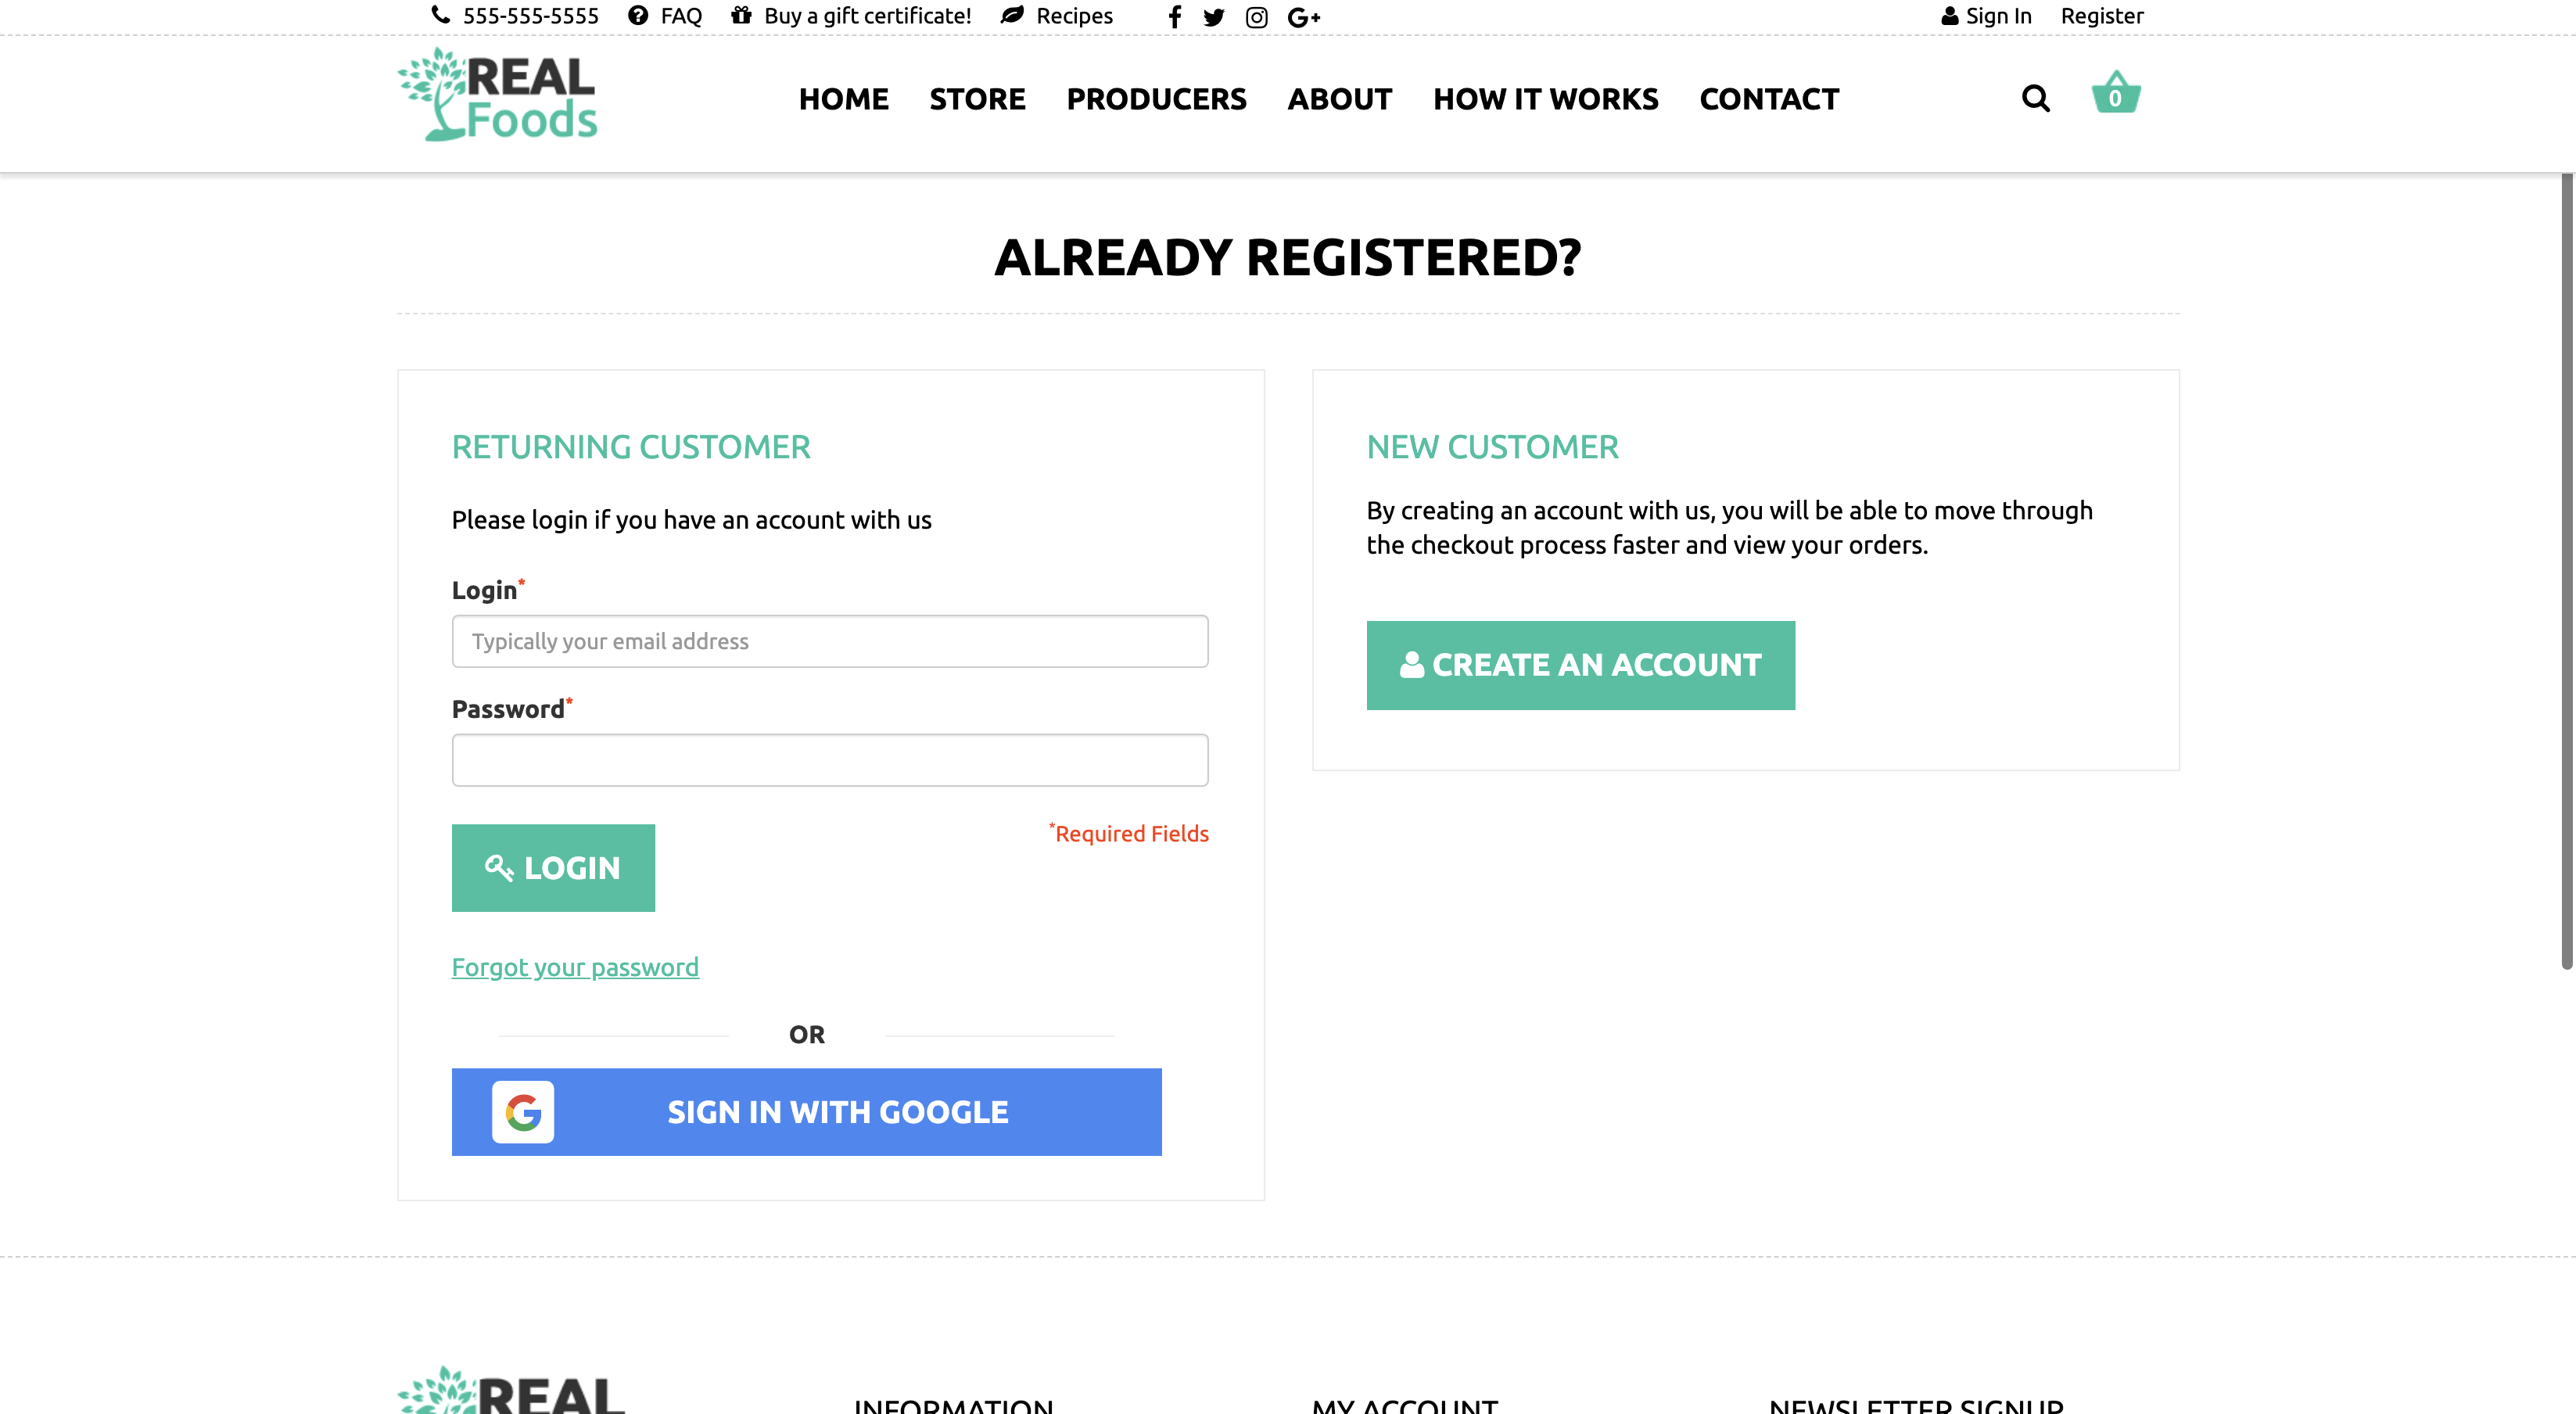 555-555-5555 FAQ Buy a gift certificate! Recipes Sign In Register
REAL
Foods
HOME STORE PRODUCERS ABOUT HOW IT WORKS CONTACT
0
ALREADY REGISTERED?
RETURNING CUSTOMER
Please login if you have an account with us
Login*
Typically your email address
Password*
*Required Fields
LOGIN
Forgot your password
OR
SIGN IN WITH GOOGLE
NEW CUSTOMER
By creating an account with us, you will be able to move through
the checkout process faster and view your orders.
CREATE AN ACCOUNT
REAL
INFORMATION
MY ACCOUNT
NEWSLETTER SIGNUP